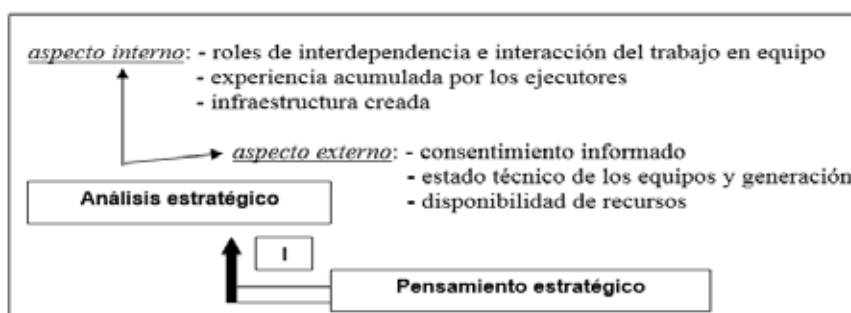 aspecto interno: - roles de interdependencia e interacción del trabajo en equipo
- experiencia acumulada por los ejecutores
- infraestructura creada
aspecto externo: - consentimiento informado
- estado técnico de los equipos y generación
- disponibilidad de recursos
Análisis estratégico
I
Pensamiento estratégico